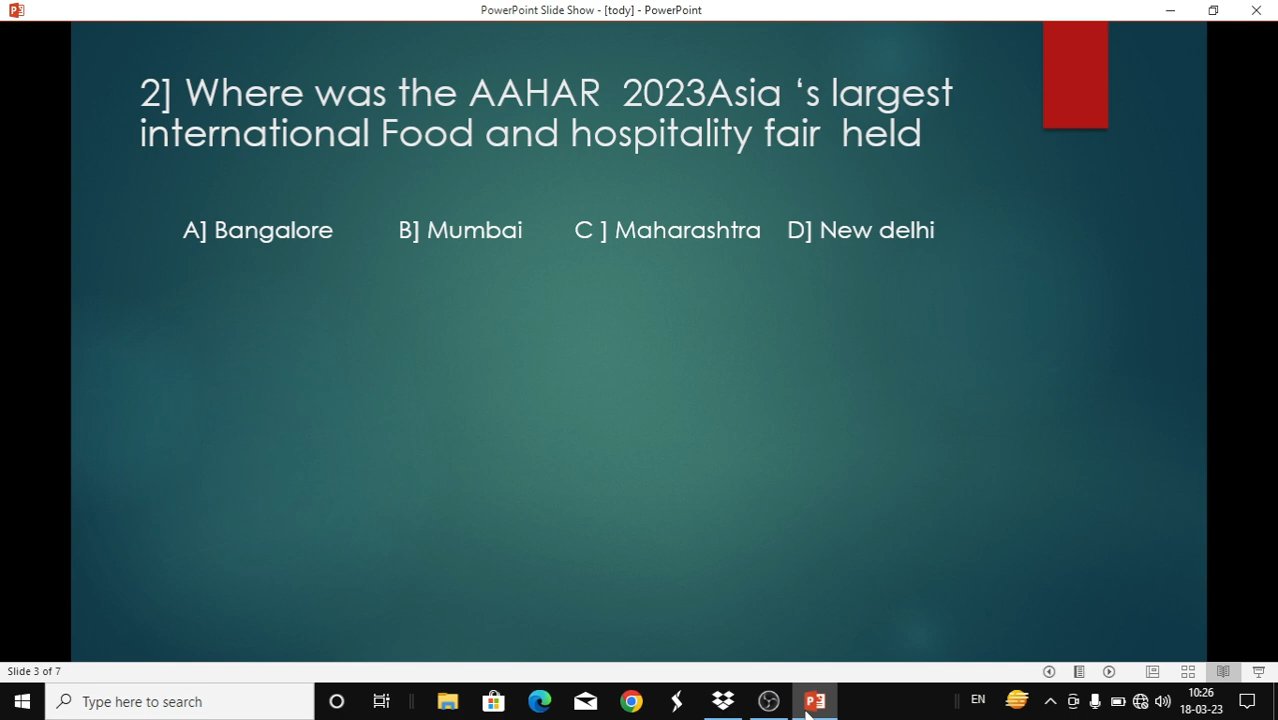 PowerPoint Slide Show - [tody] - PowerPoint
2] Where was the AAHAR  2023Asia ‘s largest
international Food and hospitality fair  held
A] Bangalore B] Mumbai C ] Maharashtra D] New delhi
Slide 3 of 7
Type here to search
EN
10:26
18-03-23